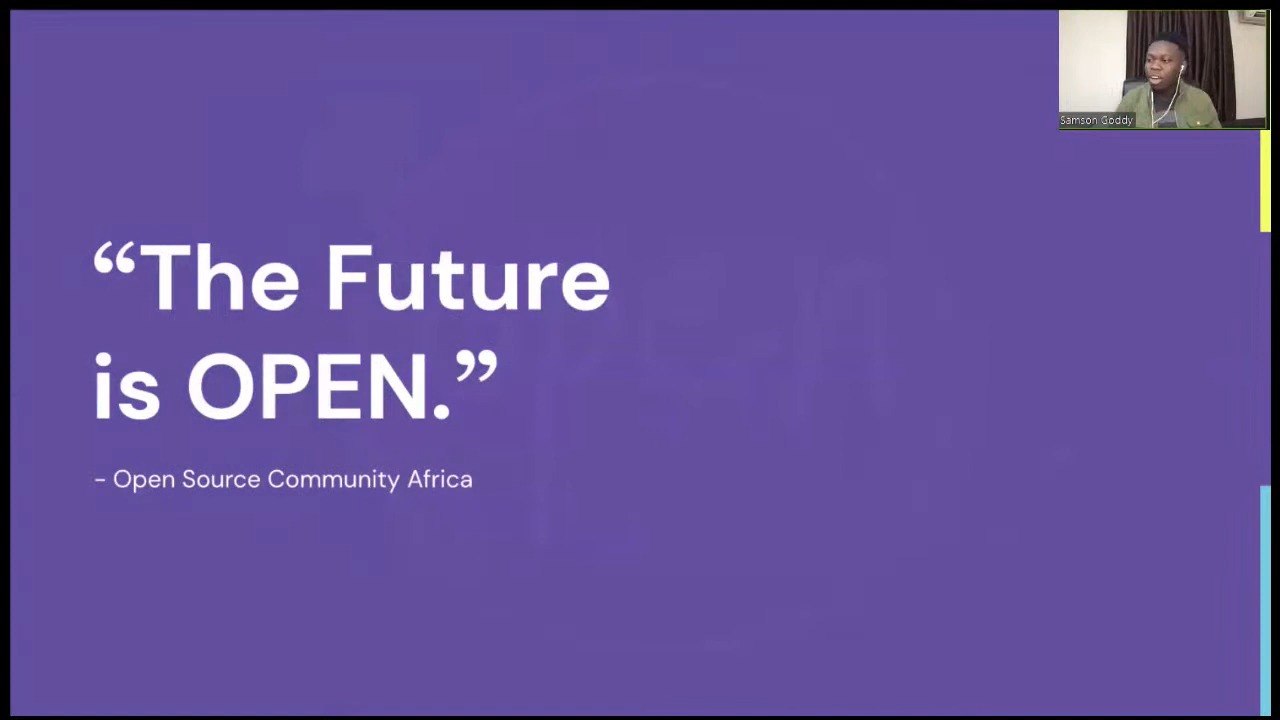 Samson Goddy
“The Future
is OPEN.”
- Open Source Community Africa